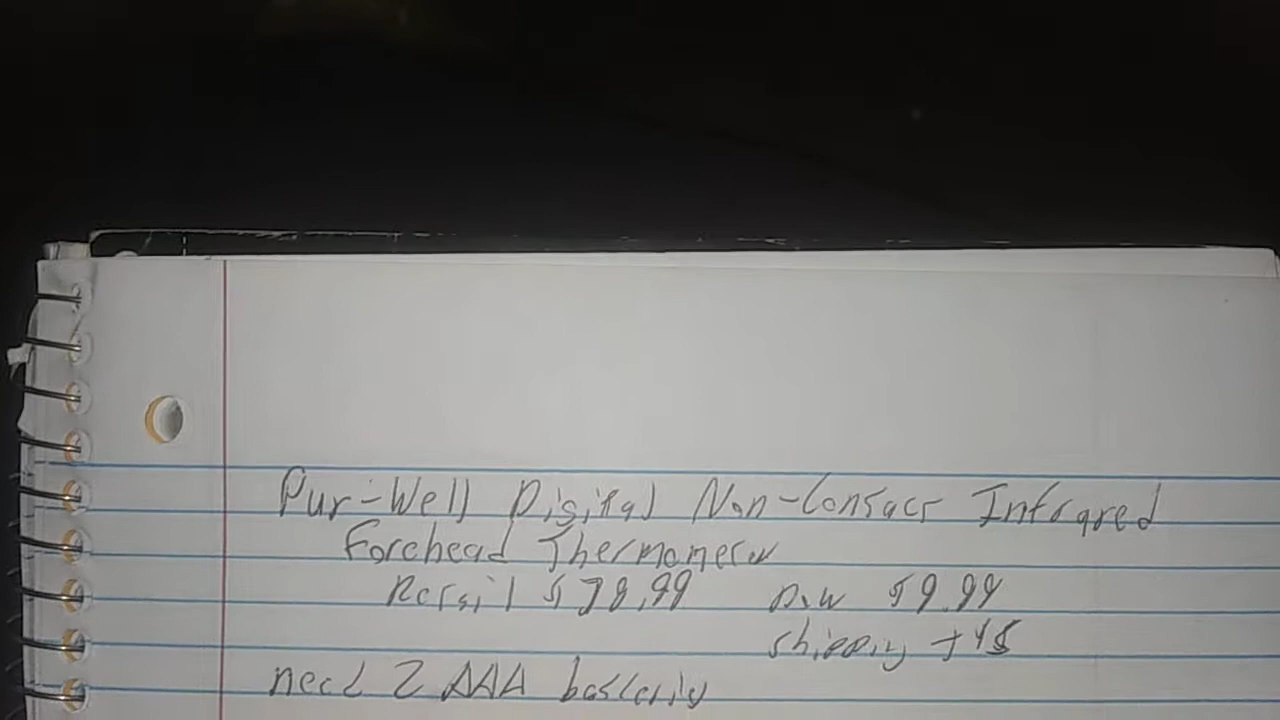 Pur-Well Digital Non-Contact Infrared
Forehead Thermometer
Retail $78.99 now $9.99
Shipping +4$
need 2 AAA batteries